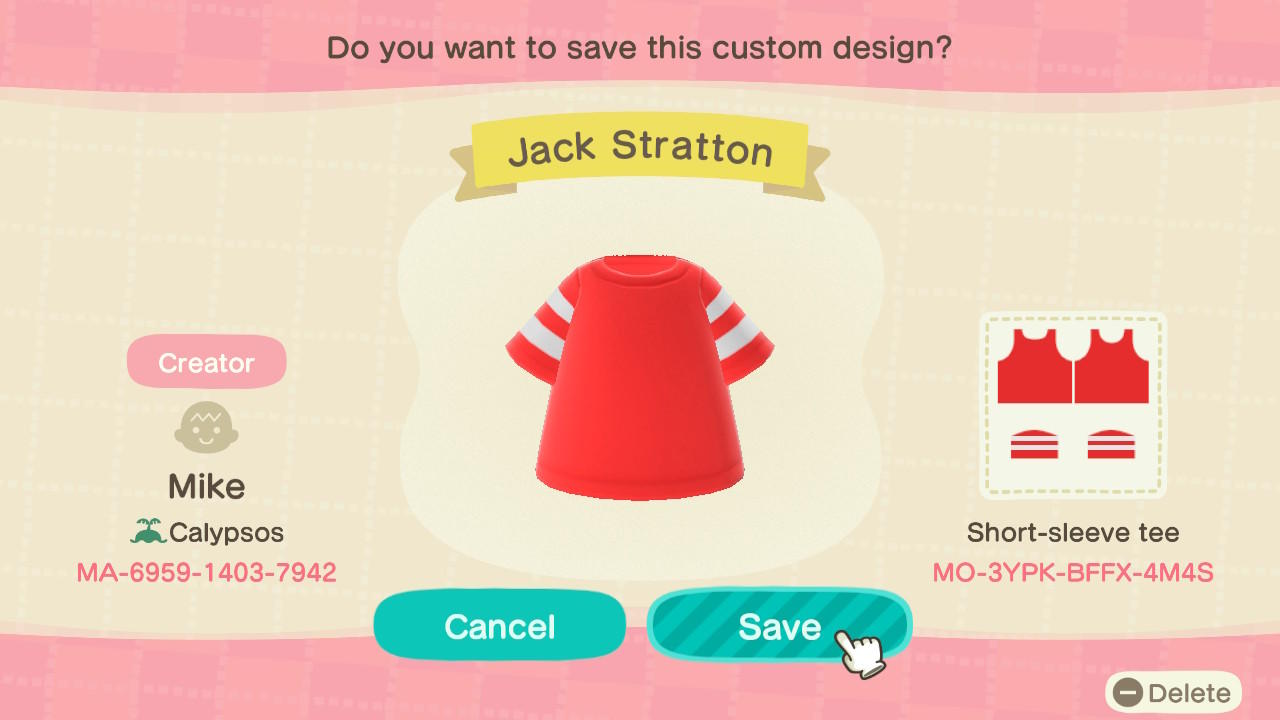 Do you want to save this custom design?
Jack Stratton
Creator
Mike
Calypsos
MA-6959-1403-7942
Short-sleeve tee
MO-3YPK-BFFX-4M4S
Cancel
Save
Delete